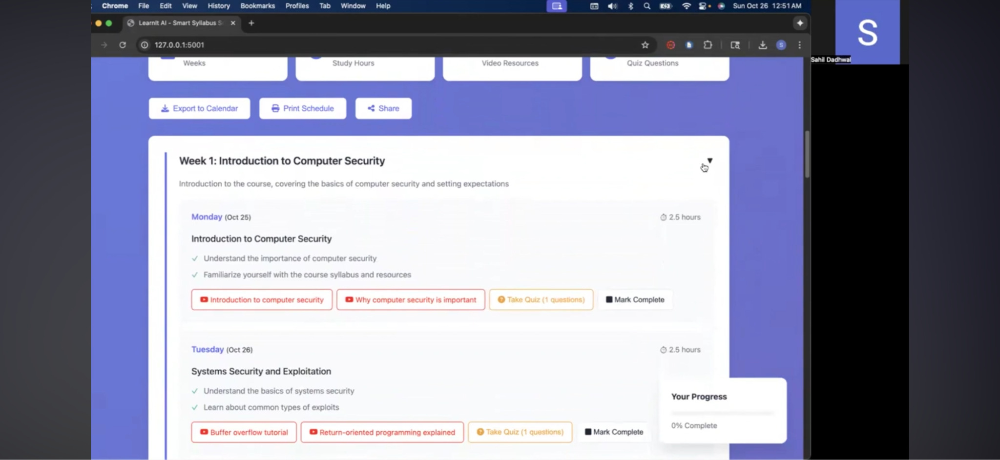 Chrome File Edit View History Bookmarks Profiles Tab Window Help Sun Oct 26 12:51 AM
LearnIt AI - Smart Syllabus S
127.0.0.1:5001
S
S
Sahil Dadhwal
Weeks Study Hours Video Resources Quiz Questions
Export to Calendar Print Schedule Share
Week 1: Introduction to Computer Security
Introduction to the course, covering the basics of computer security and setting expectations
Monday (Oct 25) 2.5 hours
Introduction to Computer Security
Understand the importance of computer security
Familiarize yourself with the course syllabus and resources
Introduction to computer security Why computer security is important Take Quiz (1 questions) Mark Complete
Tuesday (Oct 26) 2.5 hours
Systems Security and Exploitation
Understand the basics of systems security
Learn about common types of exploits
Buffer overflow tutorial Return-oriented programming explained Take Quiz (1 questions) Mark Complete
Your Progress
0% Complete